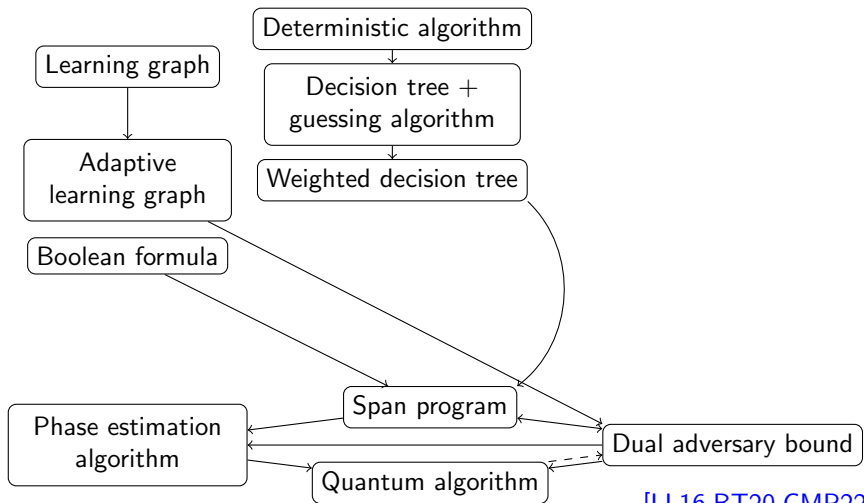 Deterministic algorithm
Learning graph
Decision tree +
guessing algorithm
Adaptive
learning graph
Weighted decision tree
Boolean formula
Span program
Phase estimation
algorithm
Dual adversary bound
Quantum algorithm